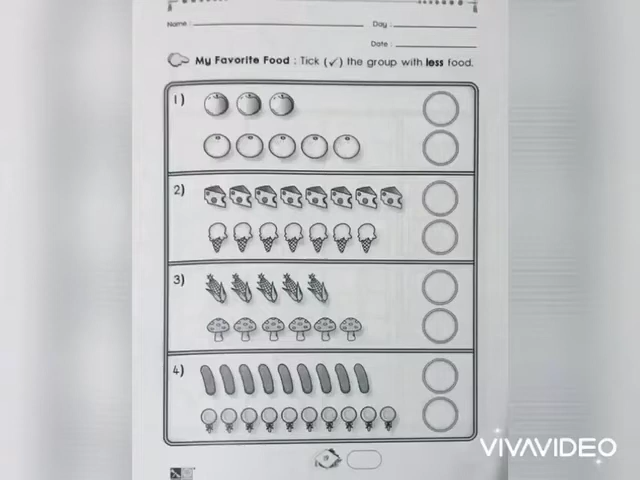 Name :
Day :
Date :
My Favorite Food : Tick (✓) the group with less food.
1)
2)
3)
4)
VIVAVIDEO